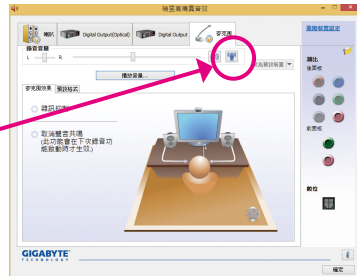 瑞昱高傳真音效
喇叭
Digital Output(Optical)
Digital Output
麥克風
進階裝置設定
錄音音量
L
R
播放音量...
麥克風效果
預設格式
類比
後面板
前面板
雜訊抑制
取消聲音共鳴
(此功能會在下次錄音功
能啟動時才生效.)
數位
GIGABYTE
TECHNOLOGY
確定